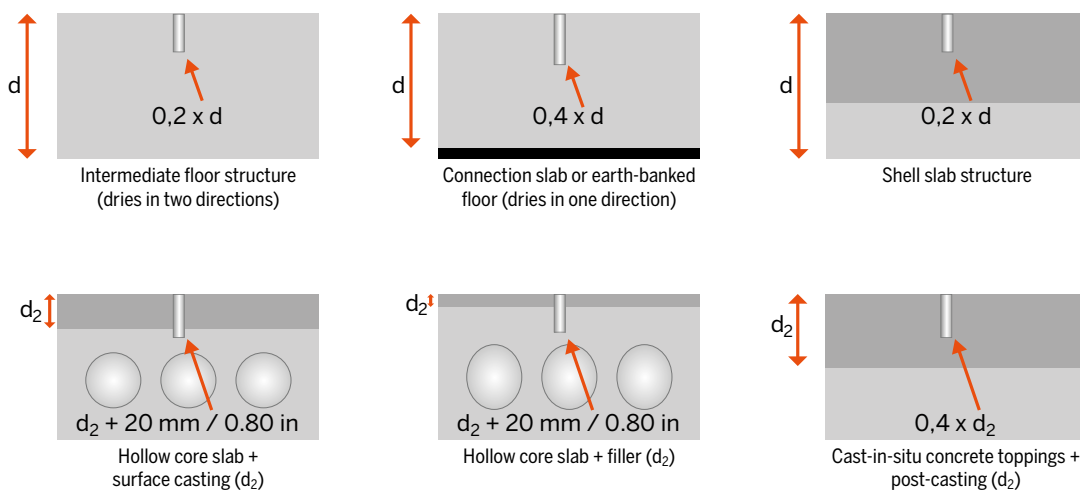 d
0,2 x d
Intermediate floor structure
(dries in two directions)
d
0,4 x d
Connection slab or earth-banked
floor (dries in one direction)
d
0,2 x d
Shell slab structure
d₂
d₂ + 20 mm / 0.80 in
Hollow core slab +
surface casting (d₂)
d₂
d₂ + 20 mm / 0.80 in
Hollow core slab + filler (d₂)
d₂
0,4 x d₂
Cast-in-situ concrete toppings +
post-casting (d₂)